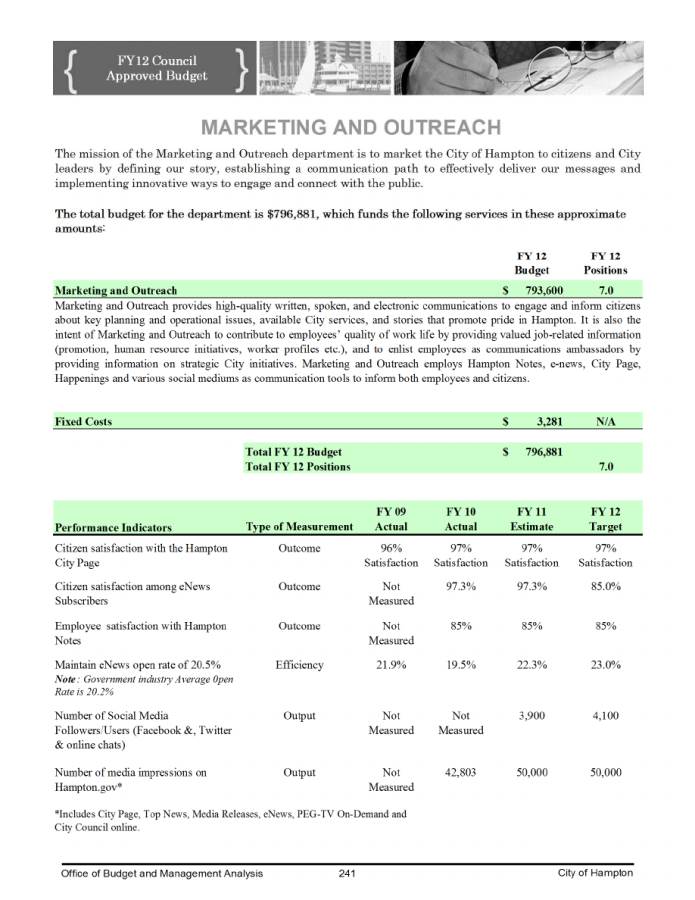 FY12 Council
Approved Budget
MARKETING AND OUTREACH
The mission of the Marketing and Outreach department is to market the City of Hampton to citizens and City
leaders by defining our story, establishing a communication path to effectively deliver our messages and
implementing innovative ways to engage and connect with the public.
The total budget for the department is $796,881, which funds the following services in these approximate
amounts:
FY 12 FY 12
Budget Positions
Marketing and Outreach $ 793,600 7.0
Marketing and Outreach provides high-quality written, spoken, and electronic communications to engage and inform citizens
about key planning and operational issues, available City services, and stories that promote pride in Hampton. It is also the
intent of Marketing and Outreach to contribute to employees' quality of work life by providing valued job-related information
(promotion, human resource initiatives, worker profiles etc.), and to enlist employees as communications ambassadors by
providing information on strategic City initiatives. Marketing and Outreach employs Hampton Notes, e-news, City Page,
Happenings and various social mediums as communication tools to inform both employees and citizens.
Fixed Costs $ 3,281 N/A
Total FY 12 Budget $ 796,881
Total FY 12 Positions 7.0
FY 09 FY 10 FY 11 FY 12
Performance Indicators Type of Measurement Actual Actual Estimate Target
Citizen satisfaction with the Hampton Outcome 96% 97% 97% 97%
City Page Satisfaction Satisfaction Satisfaction Satisfaction
Citizen satisfaction among eNews Outcome Not 97.3% 97.3% 85.0%
Subscribers Measured
Employee satisfaction with Hampton Outcome Not 85% 85% 85%
Notes Measured
Maintain eNews open rate of 20.5% Efficiency 21.9% 19.5% 22.3% 23.0%
Note: Government industry Average Open
Rate is 20.2%
Number of Social Media Output Not Not 3,900 4,100
Followers/Users (Facebook &, Twitter Measured Measured
& online chats)
Number of media impressions on Output Not 42,803 50,000 50,000
Hampton.gov* Measured
*Includes City Page, Top News, Media Releases, eNews, PEG-TV On-Demand and
City Council online.
Office of Budget and Management Analysis 241 City of Hampton